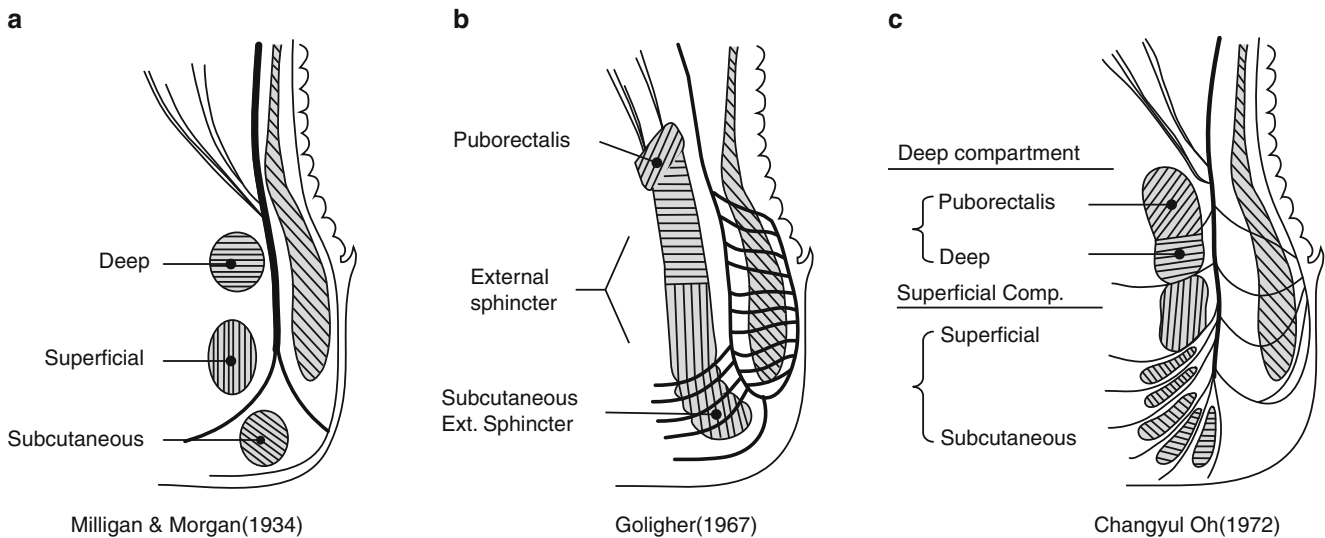 a
Deep
Superficial
Subcutaneous
Milligan & Morgan(1934)
b
Puborectalis
External
sphincter
Subcutaneous
Ext. Sphincter
Goligher(1967)
c
Deep compartment
Puborectalis
Deep
Superficial Comp.
Superficial
Subcutaneous
Changyul Oh(1972)